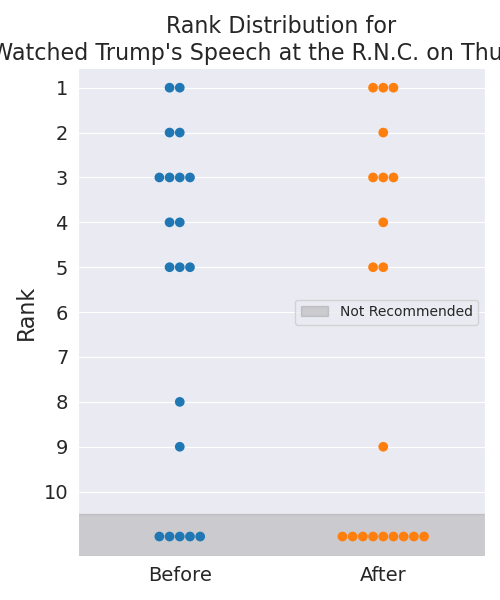 Rank Distribution for
Watched Trump's Speech at the R.N.C. on Thu
1
2
3
4
5
6
7
8
9
10
Rank
Not Recommended
Before
After